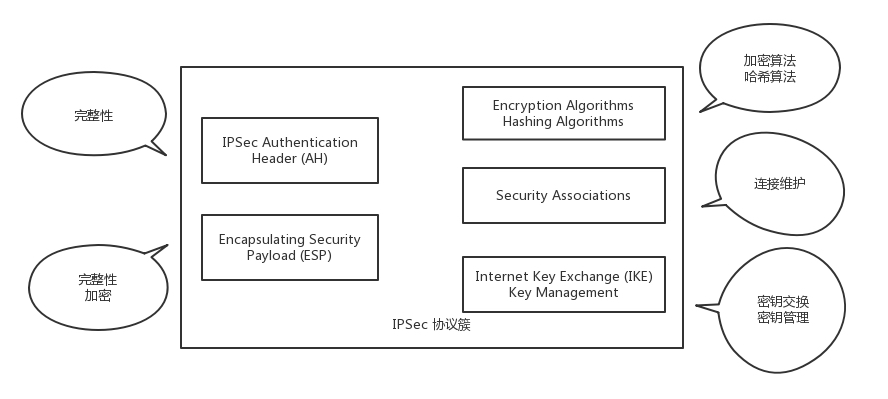 完整性
IPSec Authentication
Header (AH)
完整性
加密
Encapsulating Security
Payload (ESP)
Encryption Algorithms
Hashing Algorithms
加密算法
哈希算法
Security Associations
连接维护
Internet Key Exchange (IKE)
Key Management
密钥交换
密钥管理
IPSec 协议簇